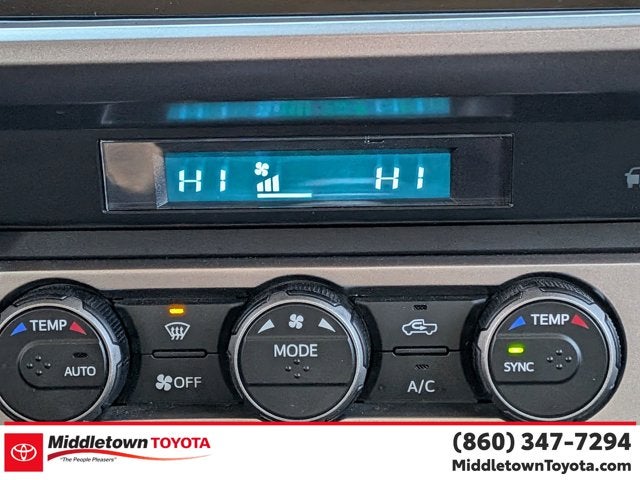 HI HI
TEMP
AUTO
OFF
MODE
A/C
TEMP
SYNC
Middletown TOYOTA
"The People Pleasers"
(860) 347-7294
MiddletownToyota.com